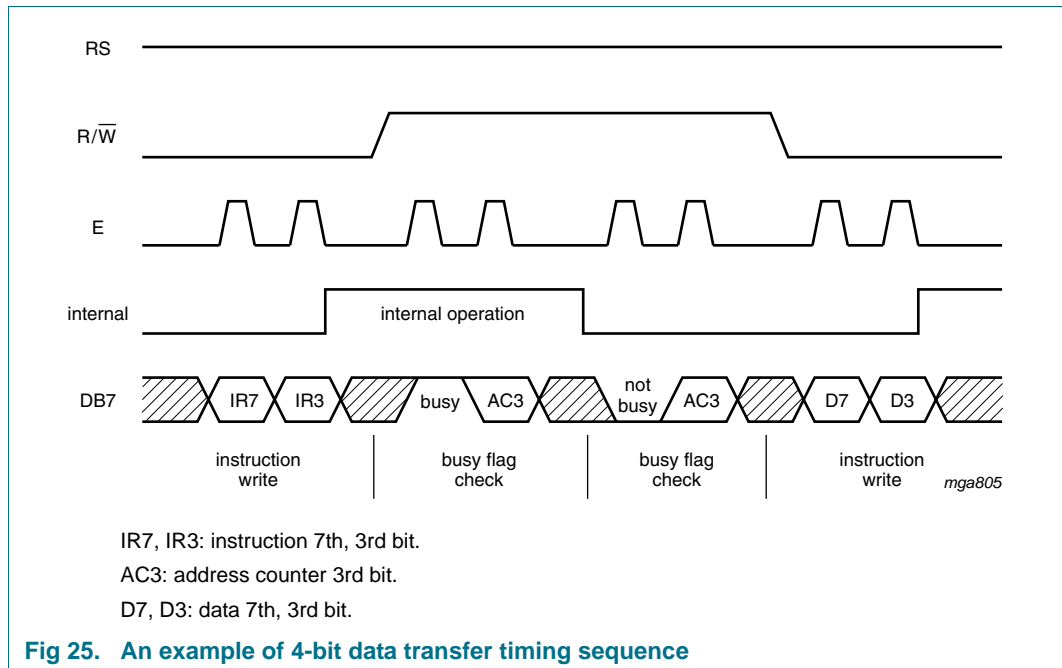 RS
R/W̅
E
internal
internal operation
DB7
IR7 IR3 busy AC3 not busy AC3 D7 D3
instruction write
busy flag check
busy flag check
instruction write
mga805
IR7, IR3: instruction 7th, 3rd bit.
AC3: address counter 3rd bit.
D7, D3: data 7th, 3rd bit.
Fig 25. An example of 4-bit data transfer timing sequence